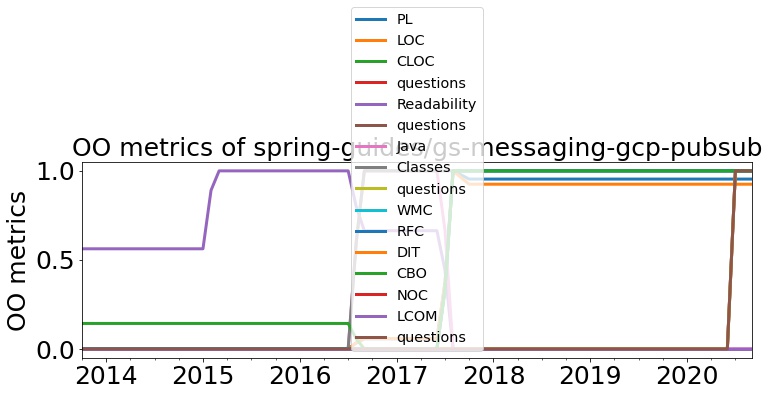 PL
LOC
CLOC
questions
Readability
questions
Java
Classes
questions
WMC
RFC
DIT
CBO
NOC
LCOM
questions
OO metrics of spring-guides/gs-messaging-gcp-pubsub
OO metrics
1.0
0.5
0.0
2014 2015 2016 2017 2018 2019 2020